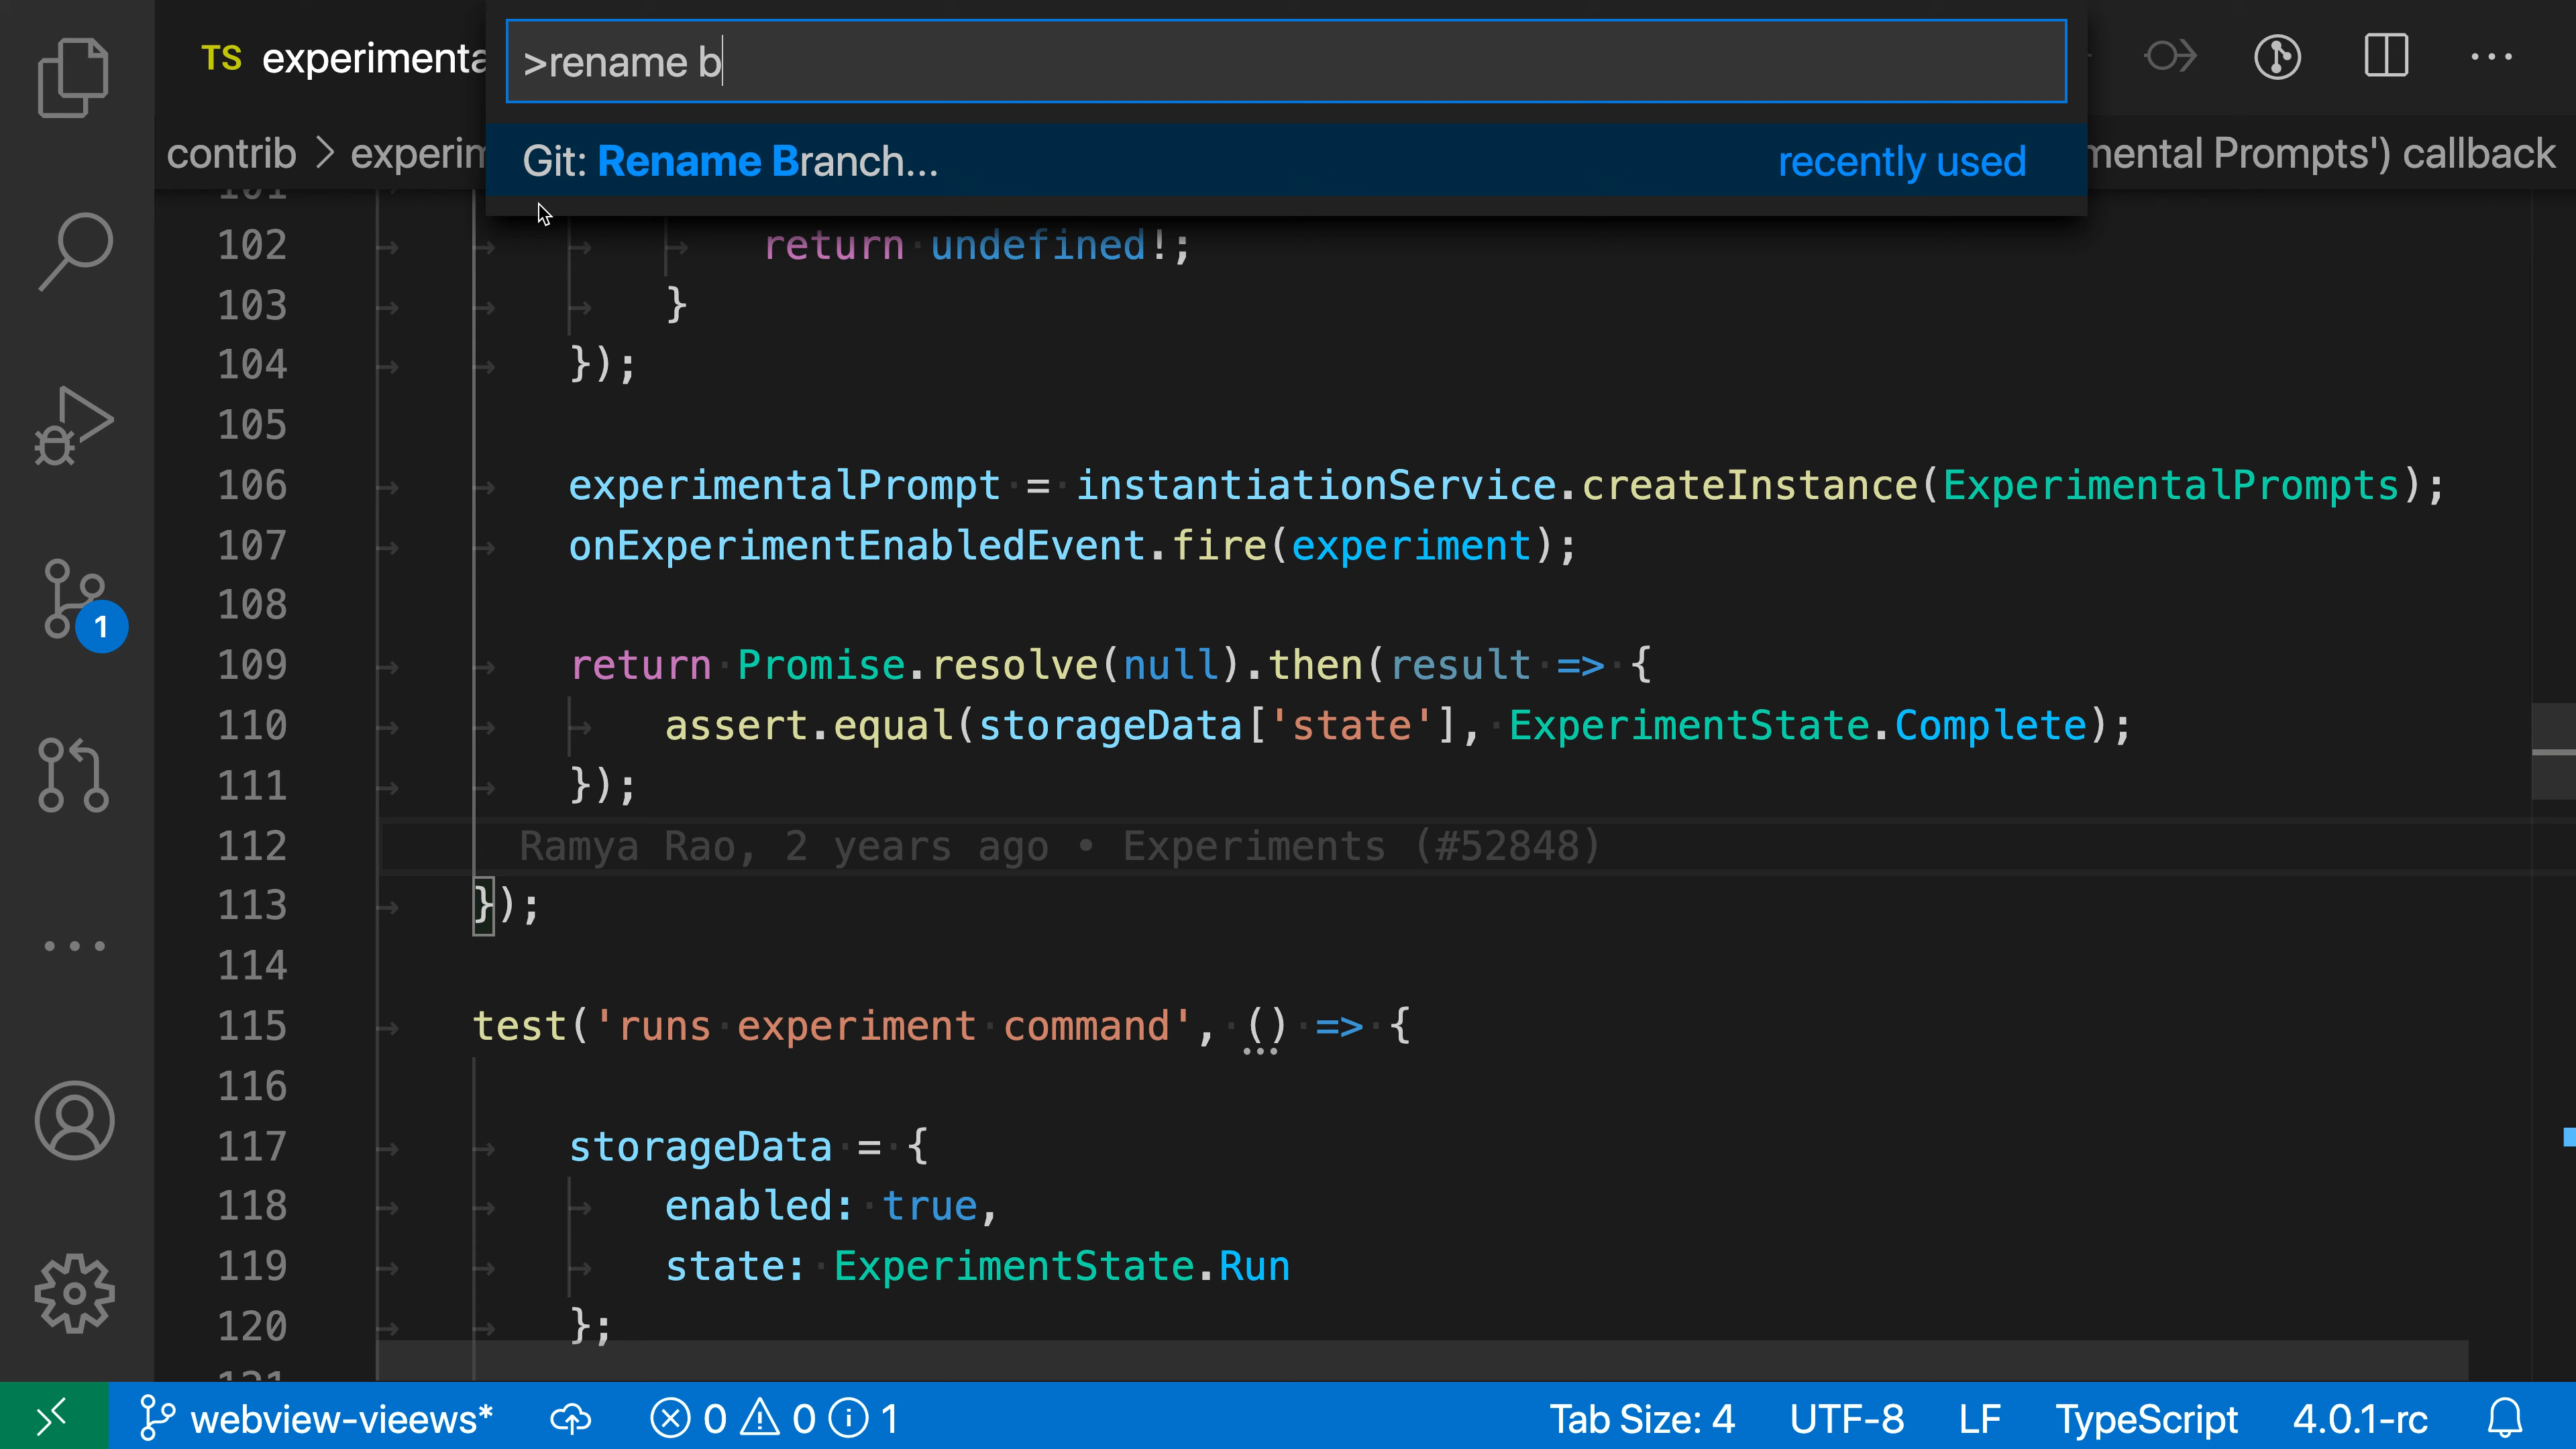 TS experimenta
>rename b
contrib > experim
Git: Rename Branch...
recently used
mental Prompts') callback
102 return undefined!;
103 }
104 });
105
106 experimentalPrompt = instantiationService.createInstance(ExperimentalPrompts);
107 onExperimentEnabledEvent.fire(experiment);
108
109 return Promise.resolve(null).then(result => {
110 assert.equal(storageData['state'], ExperimentState.Complete);
111 });
112 Ramya Rao, 2 years ago • Experiments (#52848)
113 });
114
115 test('runs experiment command', () => {
116
117 storageData = {
118 enabled: true,
119 state: ExperimentState.Run
120 };
1
webview-vieews* 0 0 1 Tab Size: 4 UTF-8 LF TypeScript 4.0.1-rc